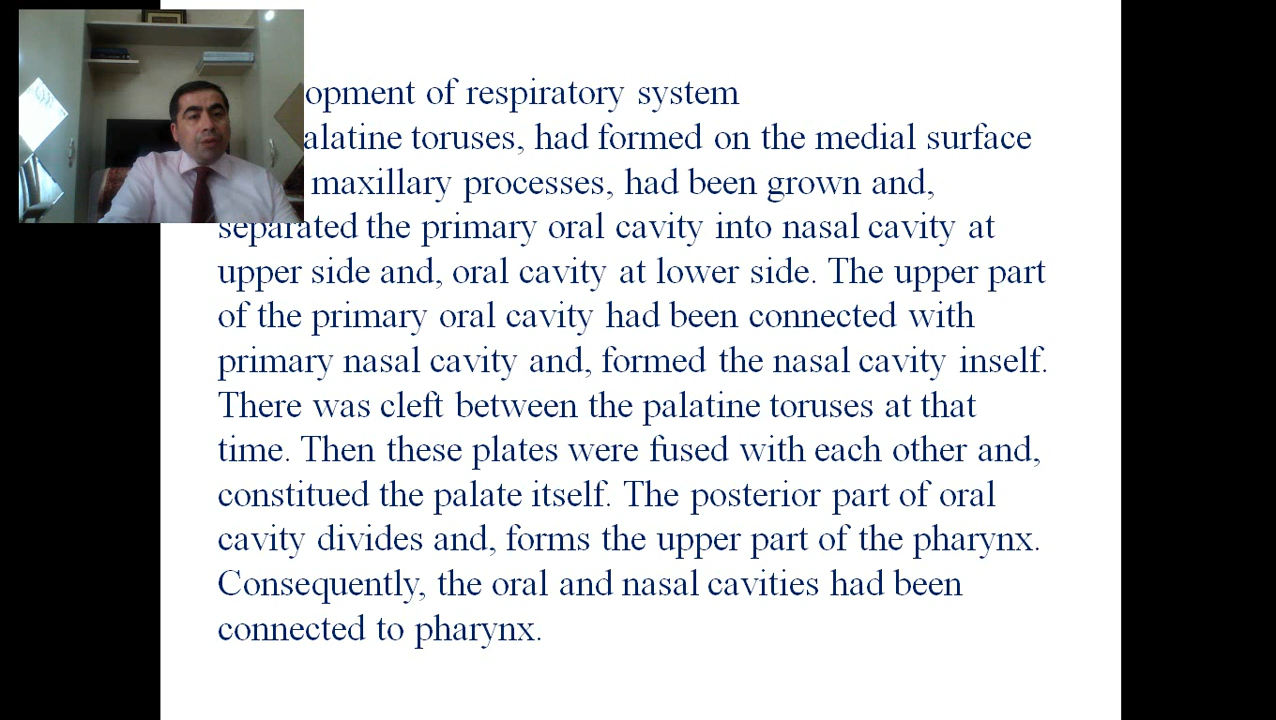 opment of respiratory system
alatine toruses, had formed on the medial surface
maxillary processes, had been grown and,
separated the primary oral cavity into nasal cavity at
upper side and, oral cavity at lower side. The upper part
of the primary oral cavity had been connected with
primary nasal cavity and, formed the nasal cavity inself.
There was cleft between the palatine toruses at that
time. Then these plates were fused with each other and,
constitued the palate itself. The posterior part of oral
cavity divides and, forms the upper part of the pharynx.
Consequently, the oral and nasal cavities had been
connected to pharynx.